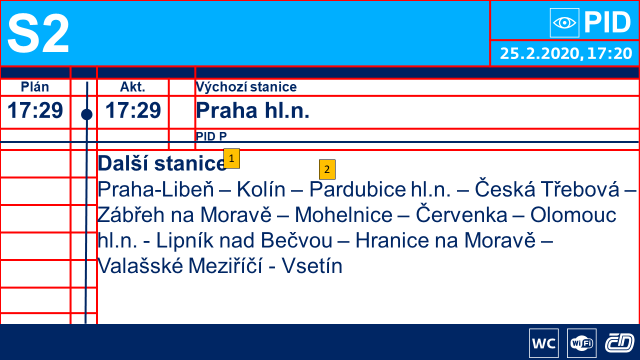 S2
PID
25.2.2020, 17:20
Plán
Akt.
Výchozí stanice
17:29
17:29
Praha hl.n.
PID P
Další stanice
1
2
Praha-Libeň – Kolín – Pardubice hl.n. – Česká Třebová –
Zábřeh na Moravě – Mohelnice – Červenka – Olomouc
hl.n. - Lipník nad Bečvou – Hranice na Moravě –
Valašské Meziříčí - Vsetín
WC
WiFi
ČD